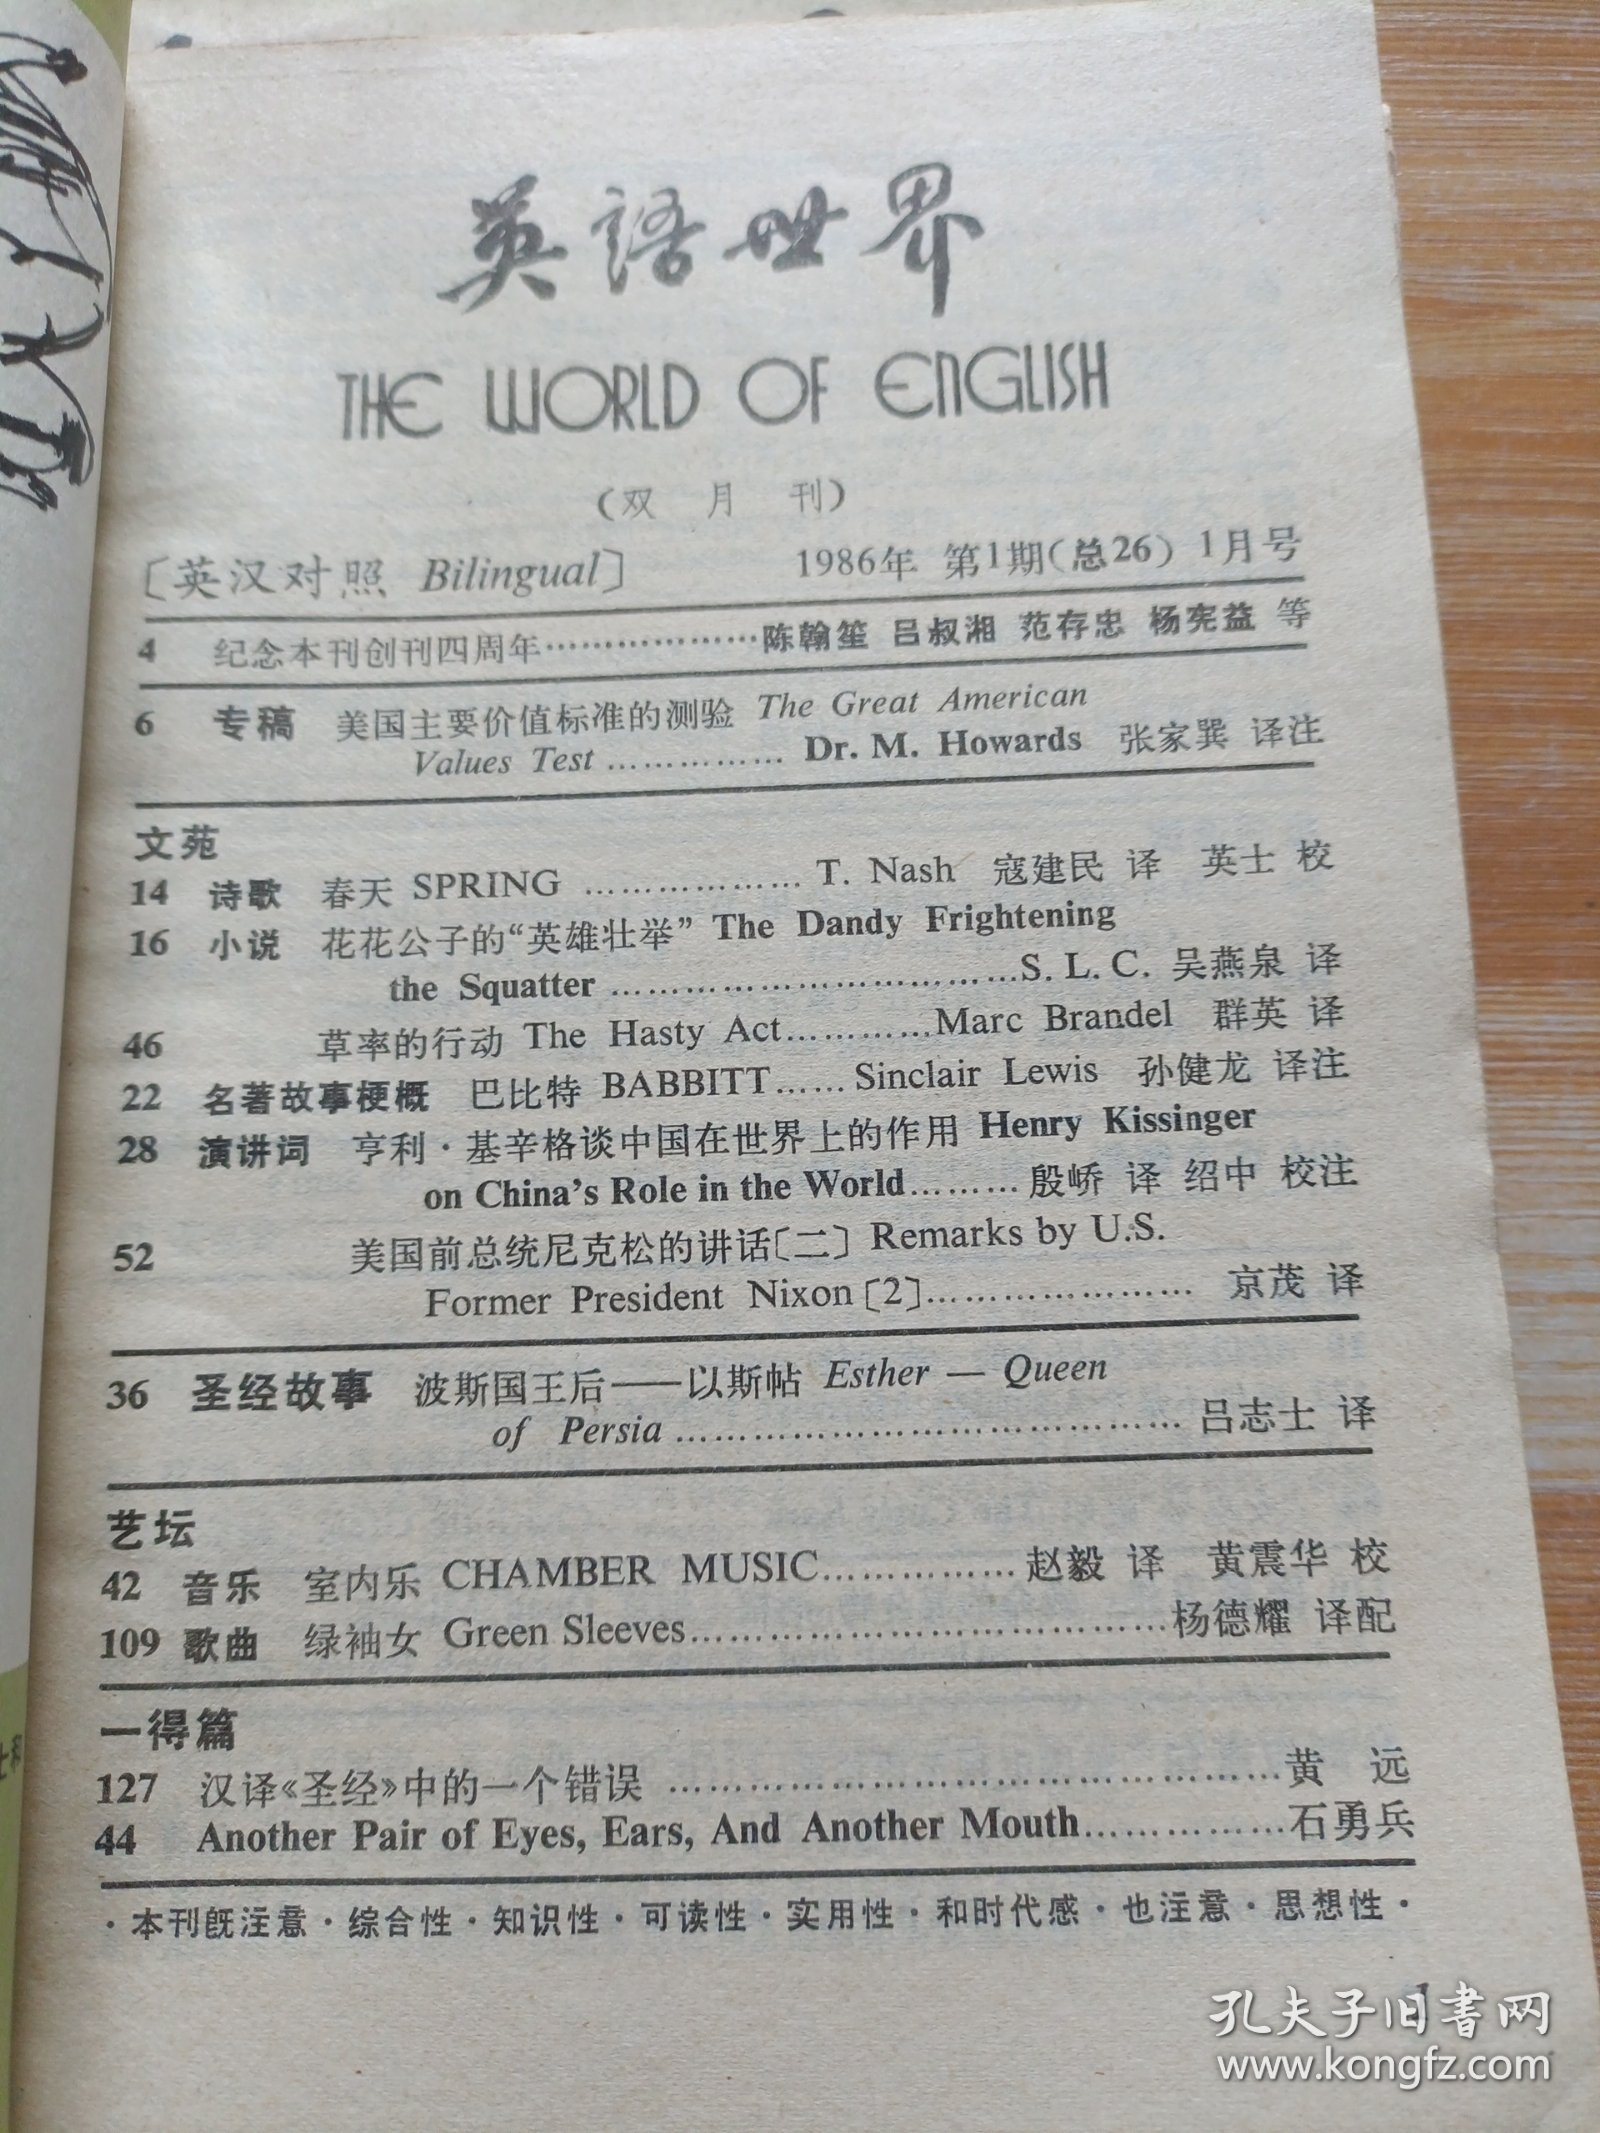 英語世界
THE WORLD OF ENGLISH
（双 月 刊）
〔英汉对照 Bilingual〕 1986年 第1期（总26） 1月号
4 纪念本刊创刊四周年………………陈翰笙 吕叔湘 范存忠 杨宪益 等
6 专稿 美国主要价值标准的测验 The Great American
Values Test …………… Dr. M. Howards 张家巽 译注
文苑
14 诗歌 春天 SPRING ……………… T. Nash 寇建民 译 英士 校
16 小说 花花公子的“英雄壮举” The Dandy Frightening
the Squatter ……………………………S. L. C. 吴燕泉 译
46 草率的行动 The Hasty Act…………Marc Brandel 群英 译
22 名著故事梗概 巴比特 BABBITT……Sinclair Lewis 孙健龙 译注
28 演讲词 亨利·基辛格谈中国在世界上的作用 Henry Kissinger
on China's Role in the World………殷峤 译 绍中 校注
52 美国前总统尼克松的讲话〔二〕 Remarks by U.S.
Former President Nixon〔2〕………………… 京茂 译
36 圣经故事 波斯国王后——以斯帖 Esther — Queen
of Persia ………………………………… 吕志士 译
艺坛
42 音乐 室内乐 CHAMBER MUSIC……………赵毅 译 黄震华 校
109 歌曲 绿袖女 Green Sleeves…………………………………杨德耀 译配
一得篇
127 汉译《圣经》中的一个错误 ……………………………………………黄 远
44 Another Pair of Eyes, Ears, And Another Mouth……………石勇兵
·本刊既注意·综合性·知识性·可读性·实用性·和时代感·也注意·思想性·
1
孔夫子旧书网
www.kongfz.com